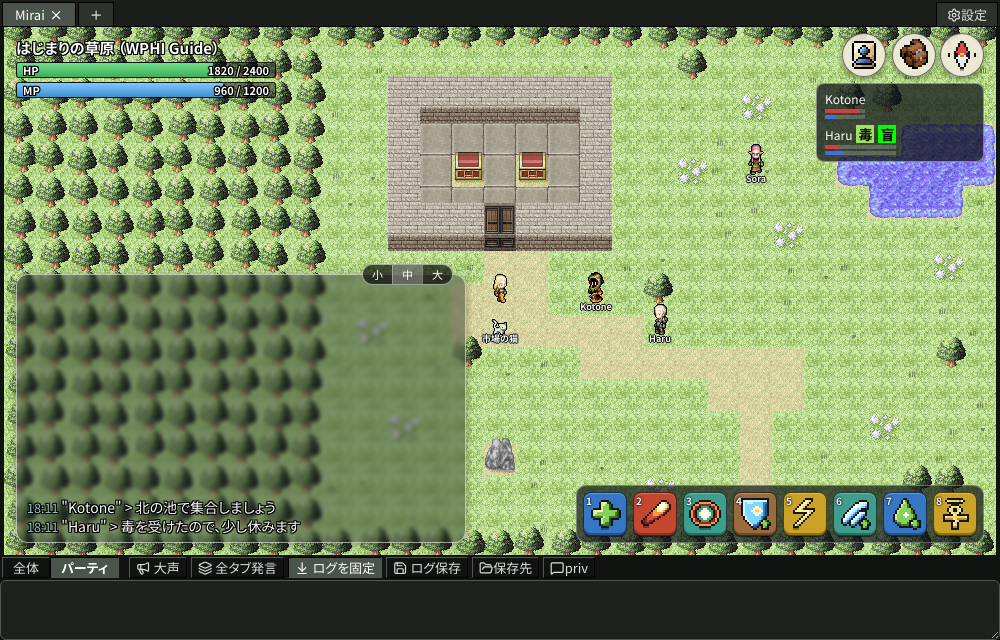 Mirai
設定
はじまりの草原 (WPHI Guide)
HP 1820 / 2400
MP 960 / 1200
Kotone
Haru 毒 盲
Sora
小 中 大
Kotone
市場の猫
Haru
18:11 "Kotone" > 北の池で集合しましょう
18:11 "Haru" > 毒を受けたので、少し休みます
1 2 3 4 5 6 7 8
全体 パーティ 大声 全タブ発言 ログを固定 ログ保存 保存先 priv